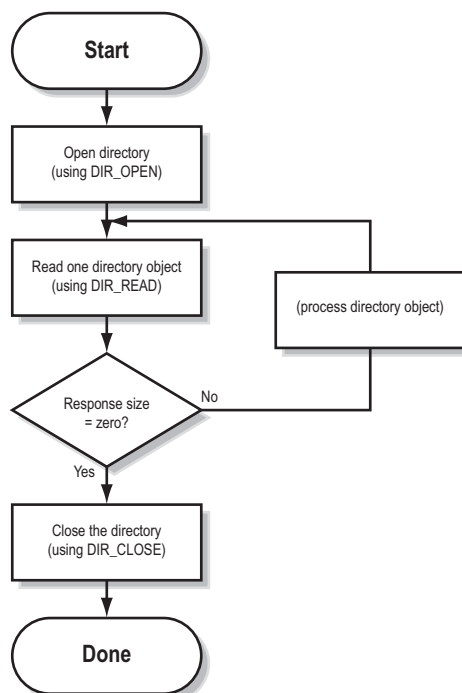 Start
Open directory
(using DIR_OPEN)
Read one directory object
(using DIR_READ)
(process directory object)
Response size
= zero?
No
Yes
Close the directory
(using DIR_CLOSE)
Done